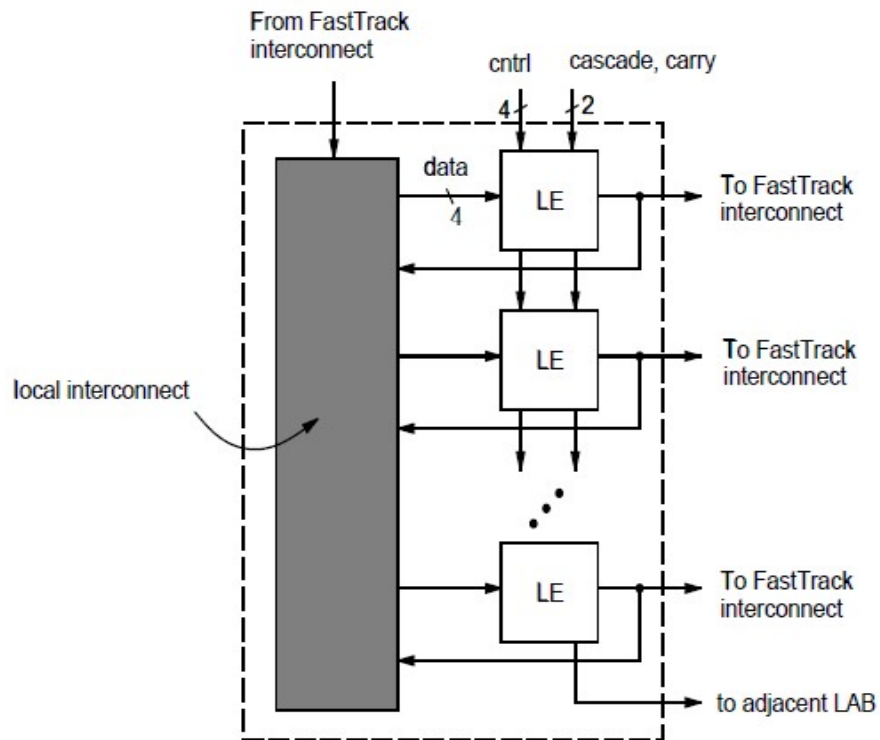 From FastTrack
interconnect
cntrl
cascade, carry
4
2
data
4
LE
To FastTrack
interconnect
LE
To FastTrack
interconnect
local interconnect
LE
To FastTrack
interconnect
to adjacent LAB